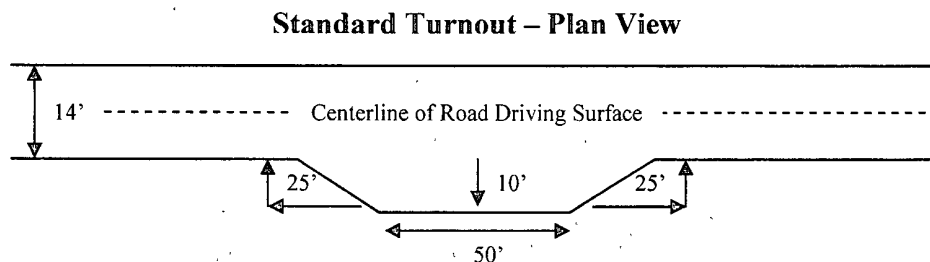 Standard Turnout – Plan View
14'
Centerline of Road Driving Surface
25'
10'
25'
50'